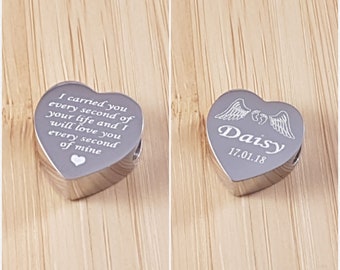 I carried you
every second of
your life and I
will love you
every second
of mine
Daisy
17.01.18